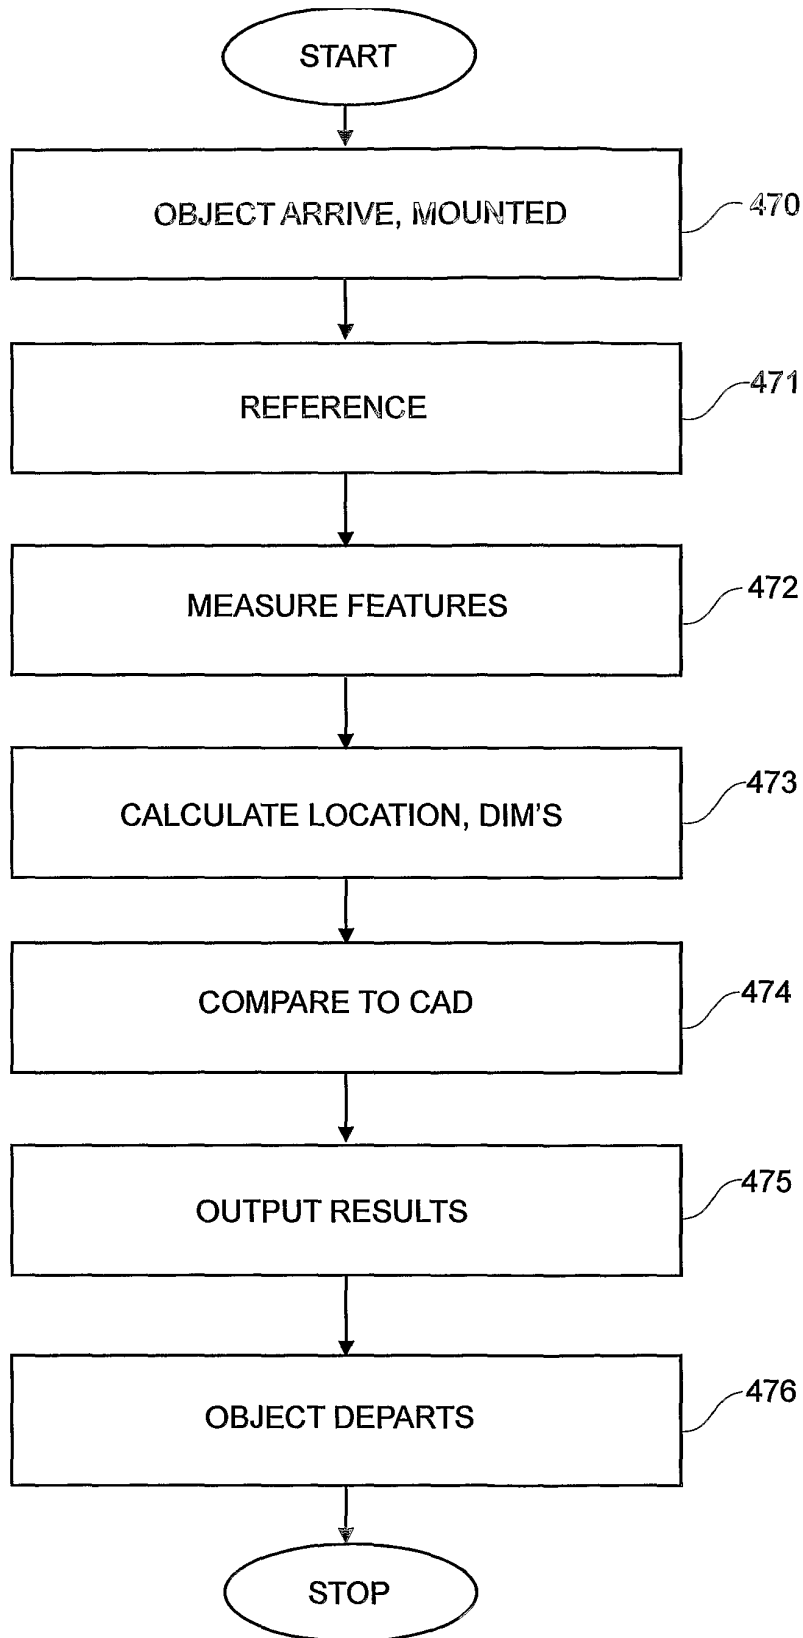 START
OBJECT ARRIVE, MOUNTED
470
REFERENCE
471
MEASURE FEATURES
472
CALCULATE LOCATION, DIM'S
473
COMPARE TO CAD
474
OUTPUT RESULTS
475
OBJECT DEPARTS
476
STOP